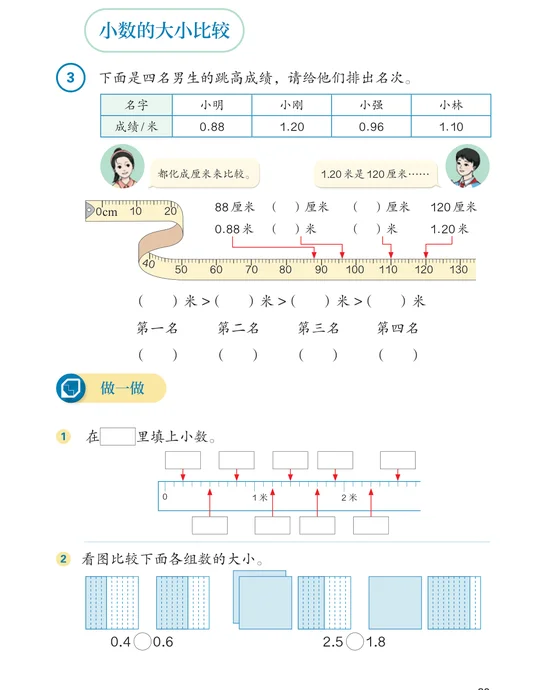 小数的大小比较
3 下面是四名男生的跳高成绩，请给他们排出名次。
名字 小明 小刚 小强 小林
成绩/米 0.88 1.20 0.96 1.10
都化成厘米来比较。 1.20米是120厘米……
88厘米 （ ）厘米 （ ）厘米 120厘米
0.88米 （ ）米 （ ）米 1.20米
0cm 10 20
40 50 60 70 80 90 100 110 120 130
（ ）米＞（ ）米＞（ ）米＞（ ）米
第一名 第二名 第三名 第四名
（ ） （ ） （ ） （ ）
做一做
1 在 里填上小数。
0 1米 2米
2 看图比较下面各组数的大小。
0.4 0.6 2.5 1.8